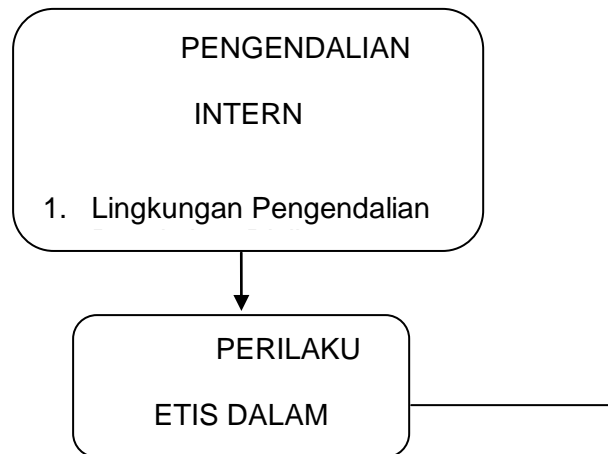 PENGENDALIAN
INTERN
1. Lingkungan Pengendalian
PERILAKU
ETIS DALAM